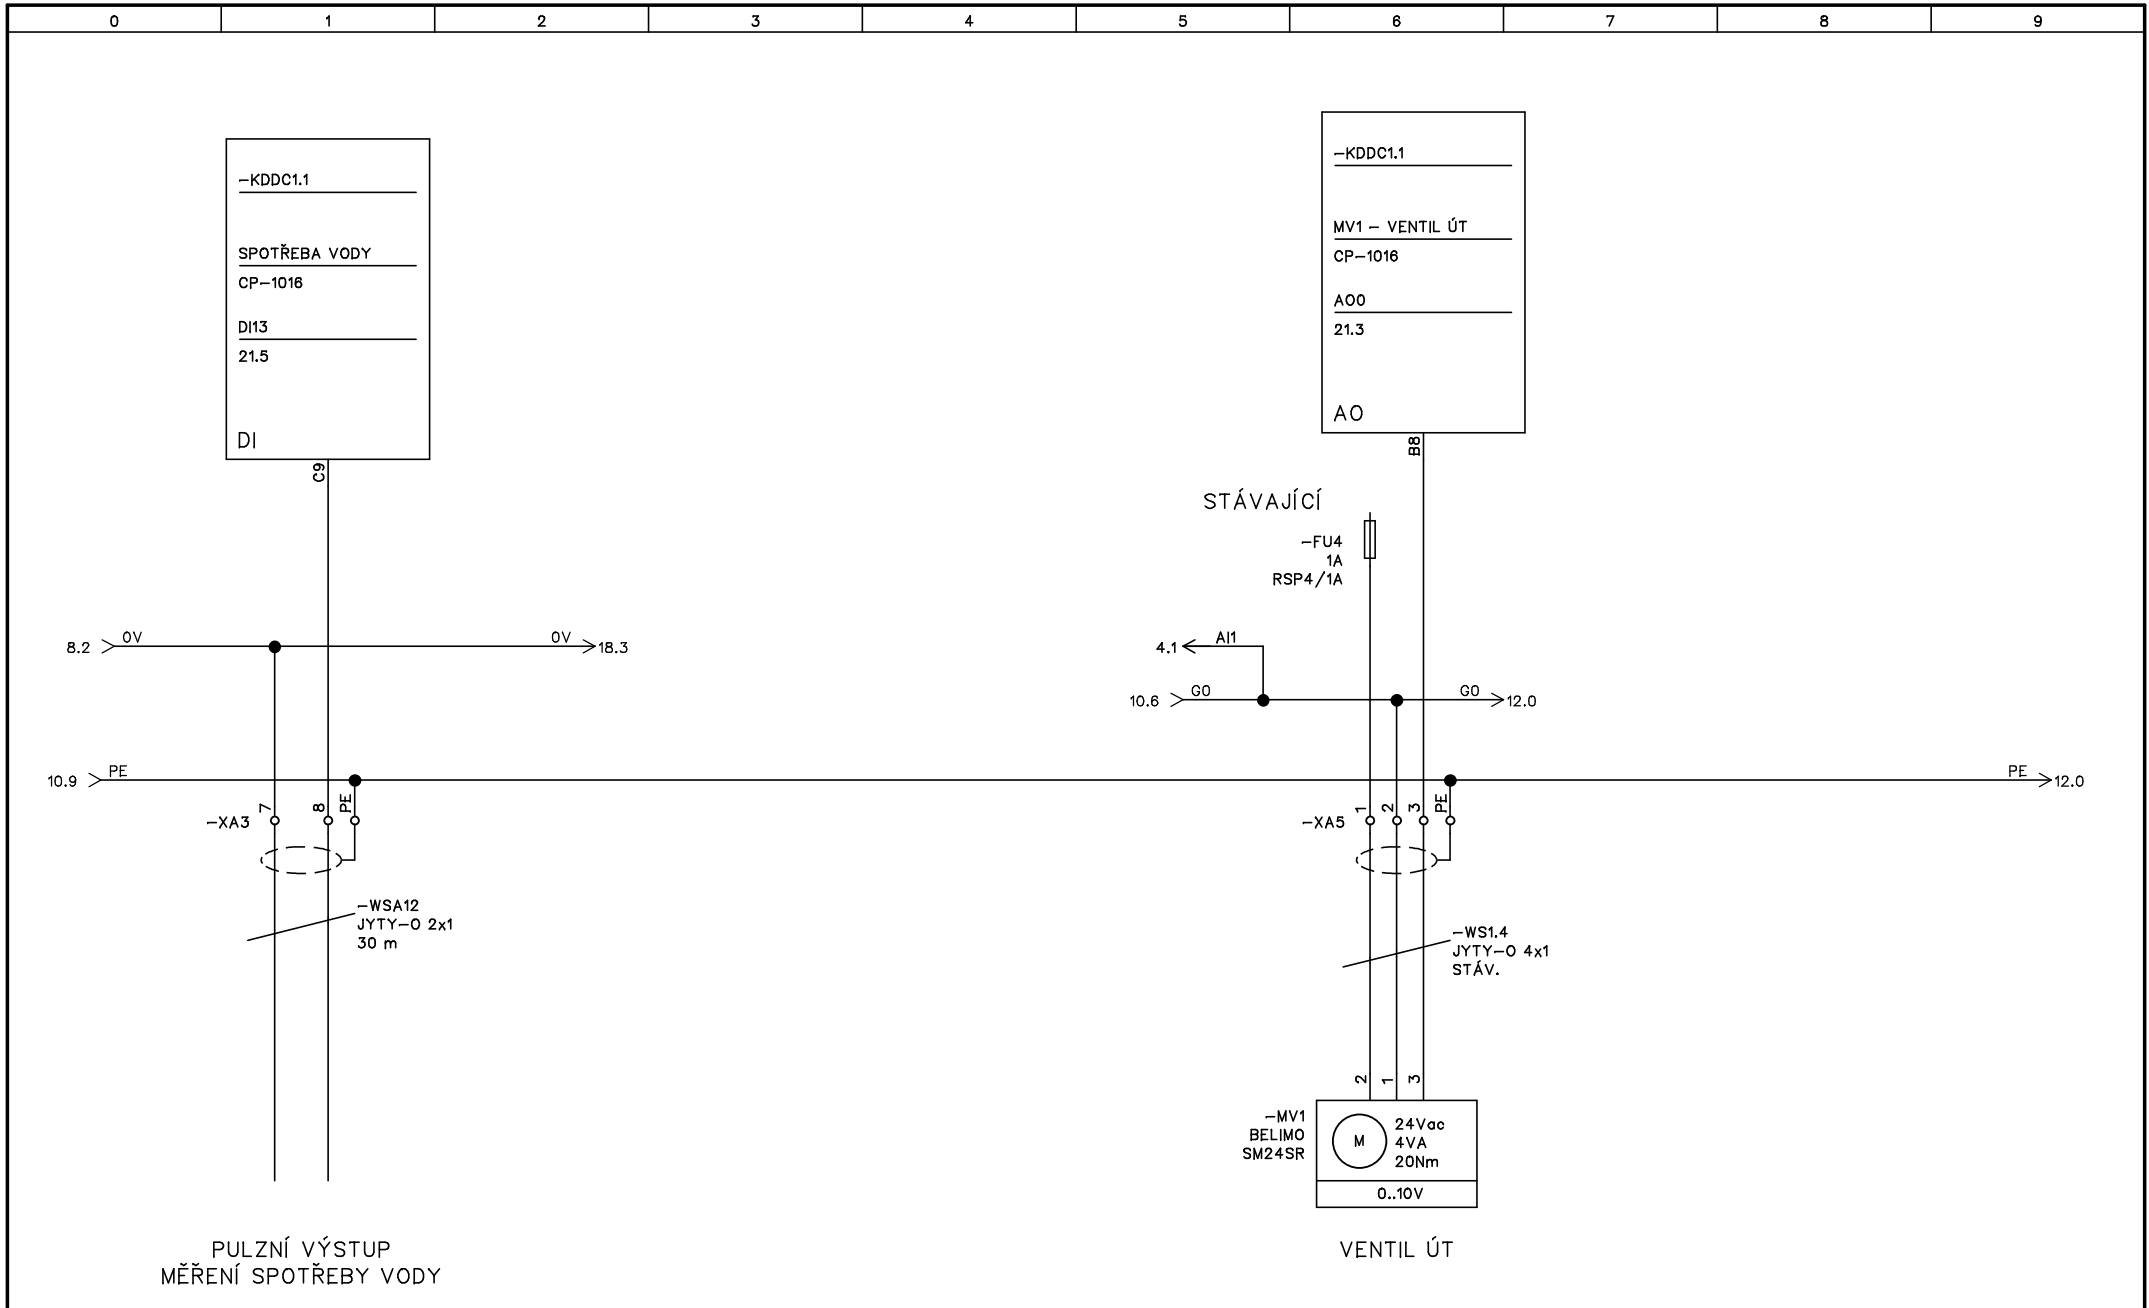 0 1 2 3 4 5 6 7 8 9
-KDDC1.1
SPOTŘEBA VODY
CP-1016
DI13
21.5
DI
C9
8.2 0V
0V 18.3
10.9 PE
-XA3 7 8 PE
-WSA12
JYTY-O 2x1
30 m
PULZNÍ VÝSTUP
MĚŘENÍ SPOTŘEBY VODY
-KDDC1.1
MV1 - VENTIL ÚT
CP-1016
AO0
21.3
AO
B8
STÁVAJÍCÍ
-FU4
1A
RSP4/1A
4.1 AI1
10.6 G0
G0 12.0
PE 12.0
-XA5 1 2 3 PE
-WS1.4
JYTY-O 4x1
STÁV.
2 1 3
-MV1
BELIMO
SM24SR
M
24Vac
4VA
20Nm
0..10V
VENTIL ÚT